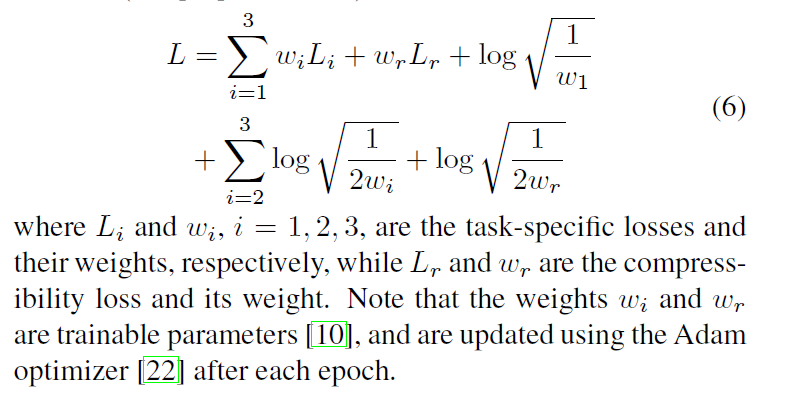 L = \sum_{i=1}^{3} w_i L_i + w_r L_r + \log \sqrt{\frac{1}{w_1}}
+ \sum_{i=2}^{3} \log \sqrt{\frac{1}{2w_i}} + \log \sqrt{\frac{1}{2w_r}} (6)
where L_i and w_i, i = 1, 2, 3, are the task-specific losses and
their weights, respectively, while L_r and w_r are the compress-
ibility loss and its weight. Note that the weights w_i and w_r
are trainable parameters [10], and are updated using the Adam
optimizer [22] after each epoch.